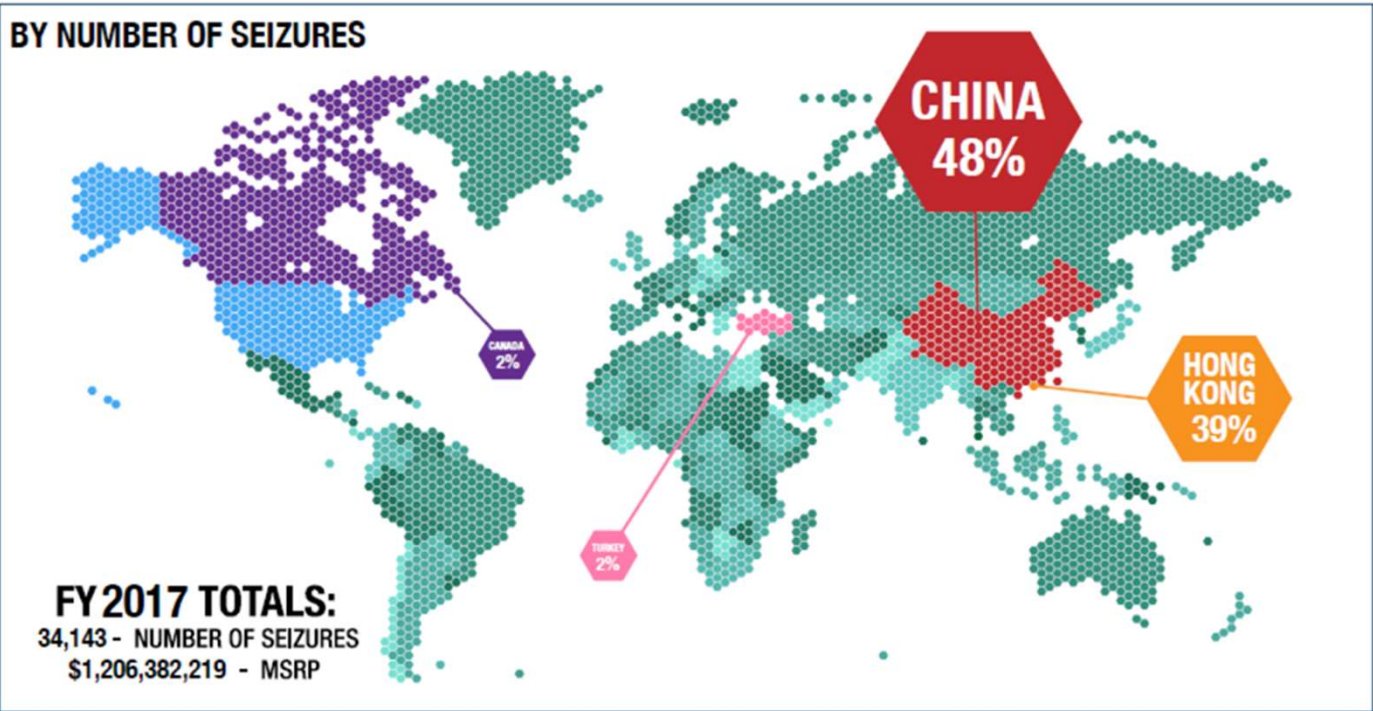 BY NUMBER OF SEIZURES
CHINA
48%
CANADA
2%
HONG
KONG
39%
TURKEY
2%
FY 2017 TOTALS:
34,143 - NUMBER OF SEIZURES
$1,206,382,219 - MSRP